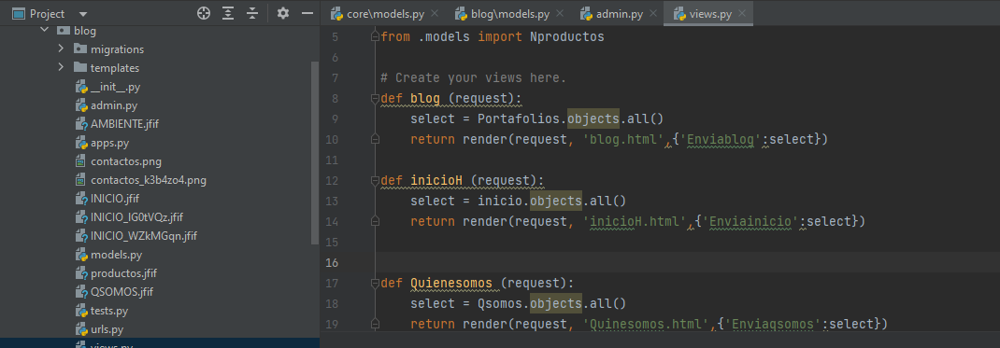 Project
blog
migrations
templates
__init__.py
admin.py
AMBIENTE.jfif
apps.py
contactos.png
contactos_k3b4zo4.png
INICIO.jfif
INICIO_IG0tVQz.jfif
INICIO_WZkMGqn.jfif
models.py
productos.jfif
QSOMOS.jfif
tests.py
urls.py
views.py
core\models.py blog\models.py admin.py views.py
5 from .models import Nproductos
6
7 # Create your views here.
8 def blog (request):
9 select = Portafolios.objects.all()
10 return render(request, 'blog.html',{'Enviablog':select})
11
12 def inicioH (request):
13 select = inicio.objects.all()
14 return render(request, 'inicioH.html',{'Enviainicio':select})
15
16
17 def Quienesomos (request):
18 select = Qsomos.objects.all()
19 return render(request, 'Quinesomos.html',{'Enviaqsomos':select})